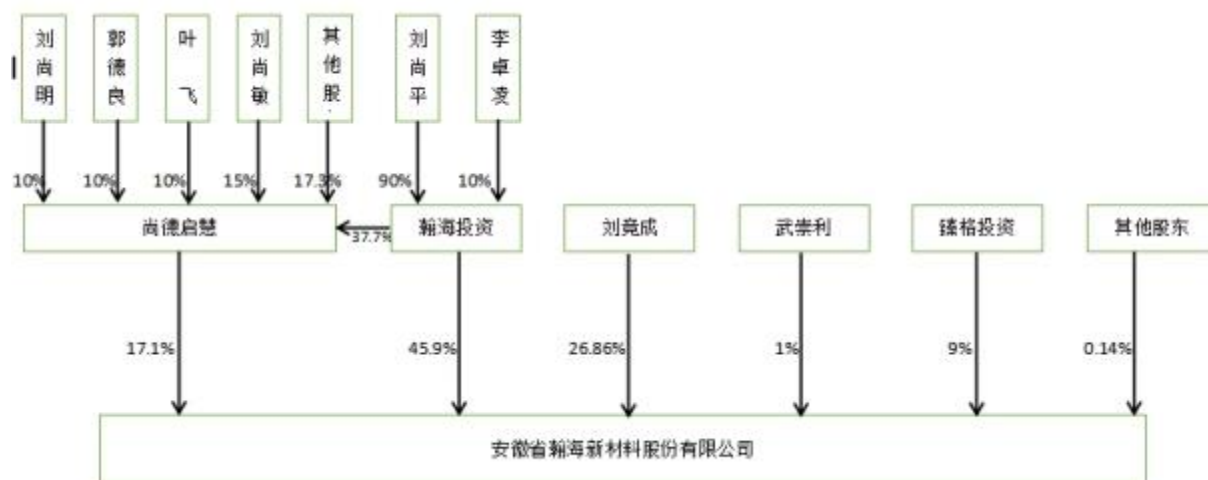 刘尚明
郭德良
叶飞
刘尚敏
其他股
刘尚平
李卓凌
10%
10%
10%
15%
17.3%
90%
10%
尚德启慧
37.7%
瀚海投资
刘竞成
武崇利
臻格投资
其他股东
17.1%
45.9%
26.86%
1%
9%
0.14%
安徽省瀚海新材料股份有限公司